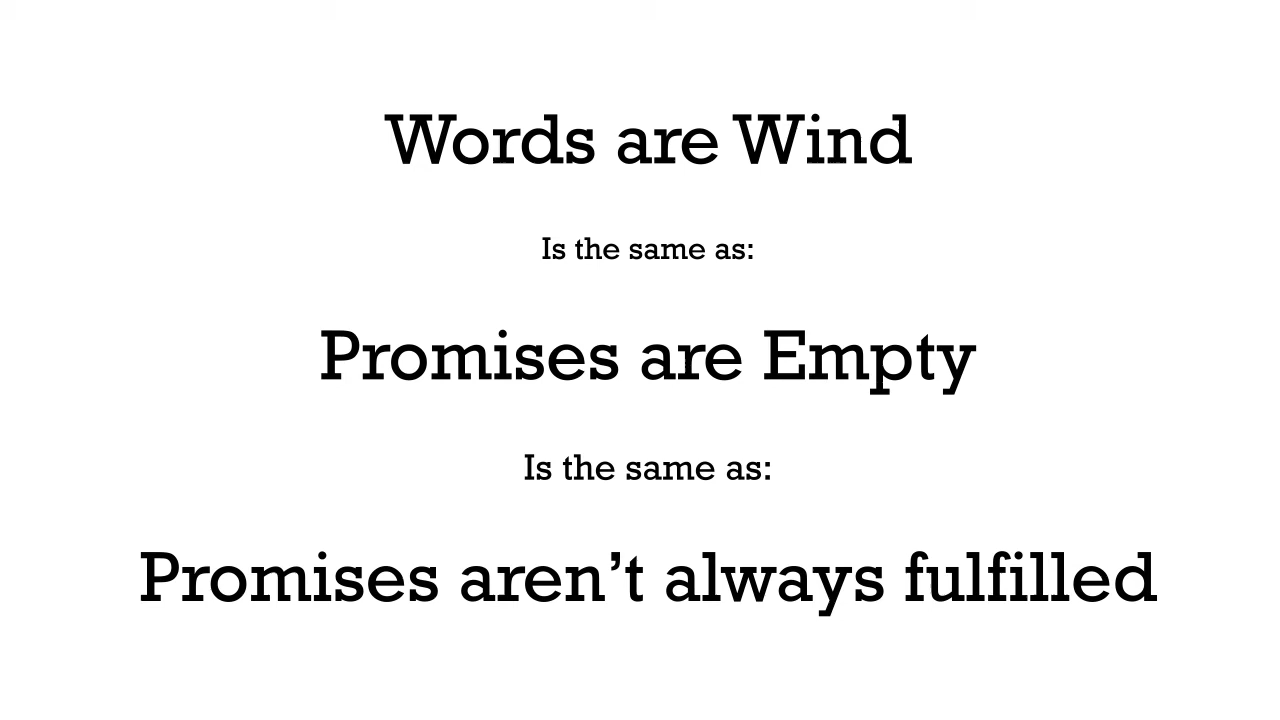 Words are Wind
Is the same as:
Promises are Empty
Is the same as:
Promises aren’t always fulfilled